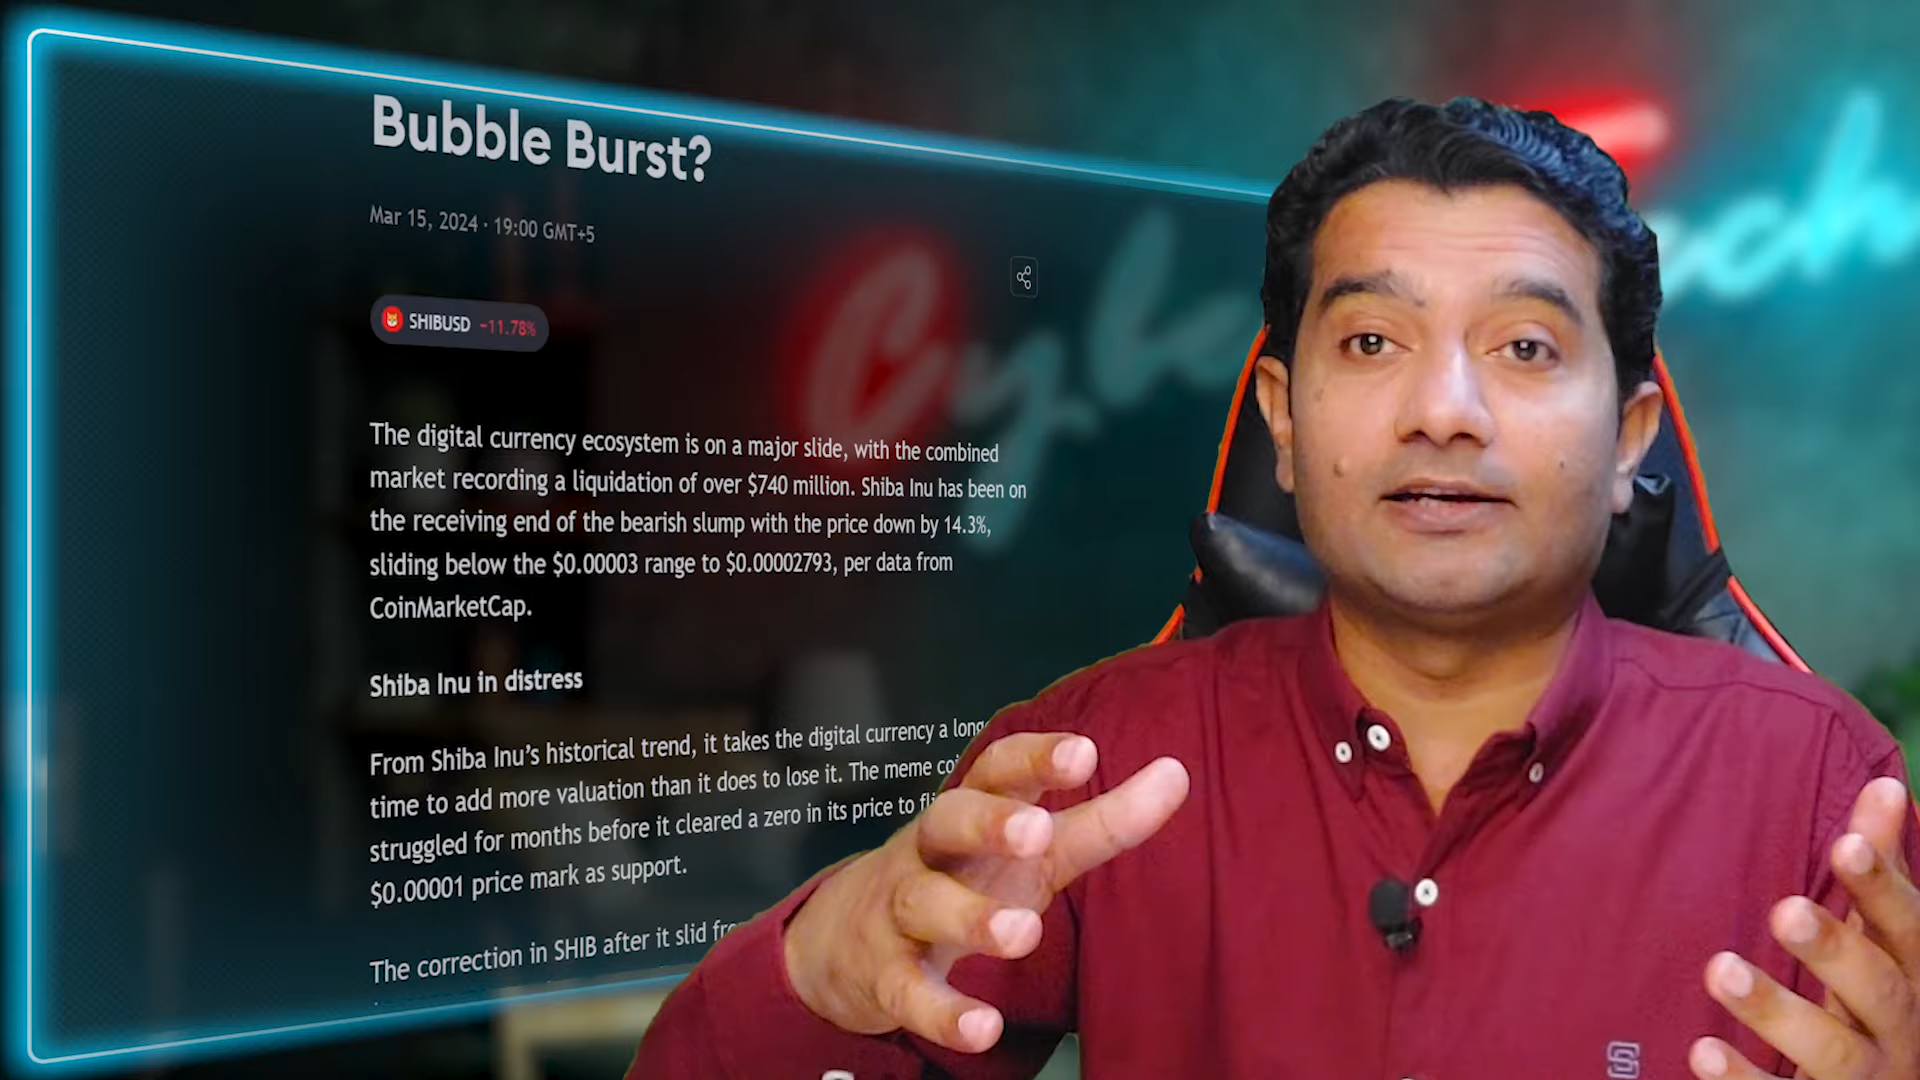 Bubble Burst?
Mar 15, 2024 · 19:00 GMT+5
SHIBUSD −11.78%
The digital currency ecosystem is on a major slide, with the combined
market recording a liquidation of over $740 million. Shiba Inu has been on
the receiving end of the bearish slump with the price down by 14.3%,
sliding below the $0.00003 range to $0.00002793, per data from
CoinMarketCap.
Shiba Inu in distress
From Shiba Inu's historical trend, it takes the digital currency a
time to add more valuation than it does to lose it. The meme
struggled for months before it cleared a zero in its price to
$0.00001 price mark as support.
The correction in SHIB after it slid